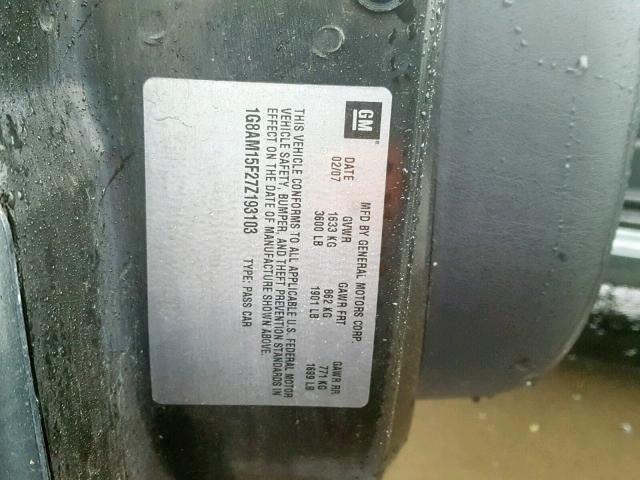 GM
MFD BY GENERAL MOTORS CORP
DATE GVWR GAWR FRT GAWR RR
02/07 1633 KG 862 KG 771 KG
3600 LB 1901 LB 1699 LB
THIS VEHICLE CONFORMS TO ALL APPLICABLE U.S. FEDERAL MOTOR
VEHICLE SAFETY, BUMPER, AND THEFT PREVENTION STANDARDS IN
EFFECT ON THE DATE OF MANUFACTURE SHOWN ABOVE.
1G8AM15F27Z193103 TYPE: PASS CAR